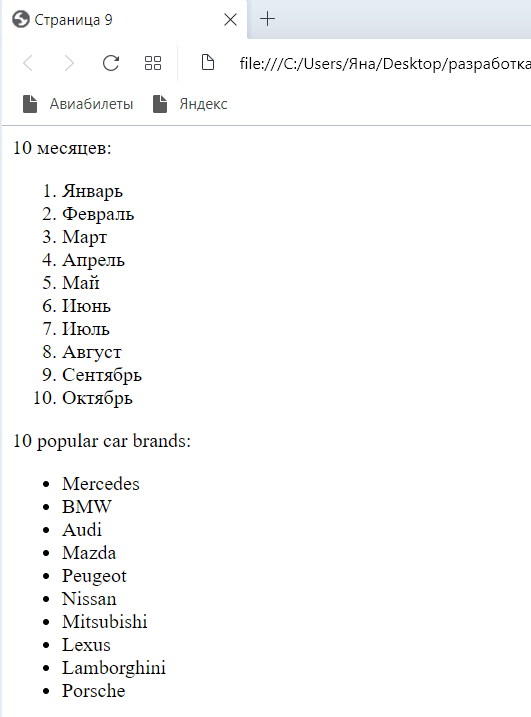 Страница 9
file:///C:/Users/Яна/Desktop/разработка
Авиабилеты Яндекс
10 месяцев:
1. Январь
2. Февраль
3. Март
4. Апрель
5. Май
6. Июнь
7. Июль
8. Август
9. Сентябрь
10. Октябрь
10 popular car brands:
• Mercedes
• BMW
• Audi
• Mazda
• Peugeot
• Nissan
• Mitsubishi
• Lexus
• Lamborghini
• Porsche